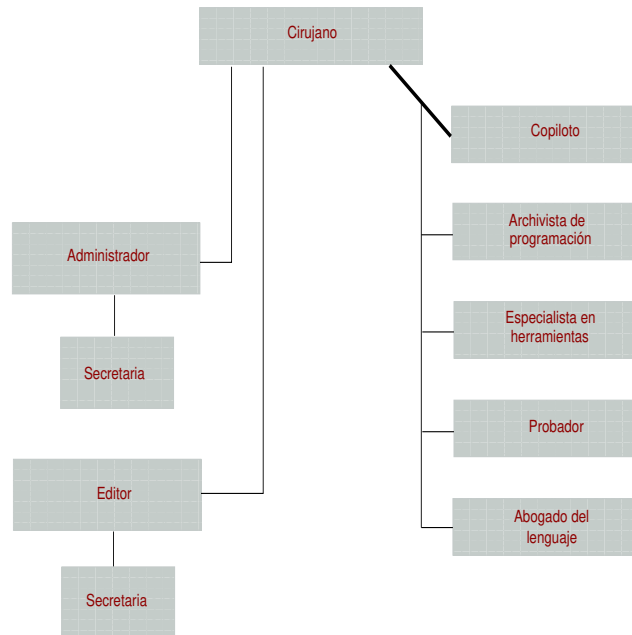 Cirujano
Copiloto
Archivista de
programación
Administrador
Especialista en
herramientas
Secretaria
Probador
Editor
Abogado del
lenguaje
Secretaria